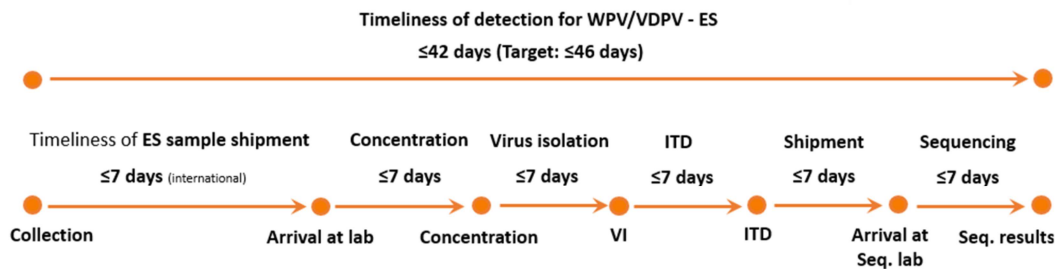 Timeliness of detection for WPV/VDPV - ES
≤42 days (Target: ≤46 days)
Timeliness of ES sample shipment
≤7 days (international)
Concentration
≤7 days
Virus isolation
≤7 days
ITD
≤7 days
Shipment
≤7 days
Sequencing
≤7 days
Collection
Arrival at lab
Concentration
VI
ITD
Arrival at
Seq. lab
Seq. results